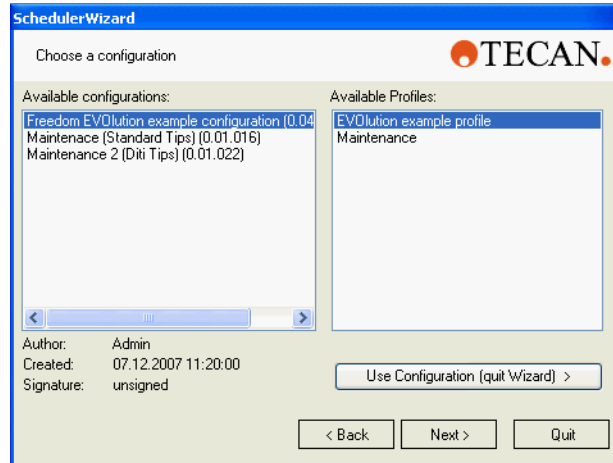 SchedulerWizard
Choose a configuration
TECAN.
Available configurations:
Freedom EVOlution example configuration (0.04
Maintenace (Standard Tips) (0.01.016)
Maintenance 2 (Diti Tips) (0.01.022)
Available Profiles:
EVOlution example profile
Maintenance
Author: Admin
Created: 07.12.2007 11:20:00
Signature: unsigned
Use Configuration (quit Wizard) >
< Back
Next >
Quit